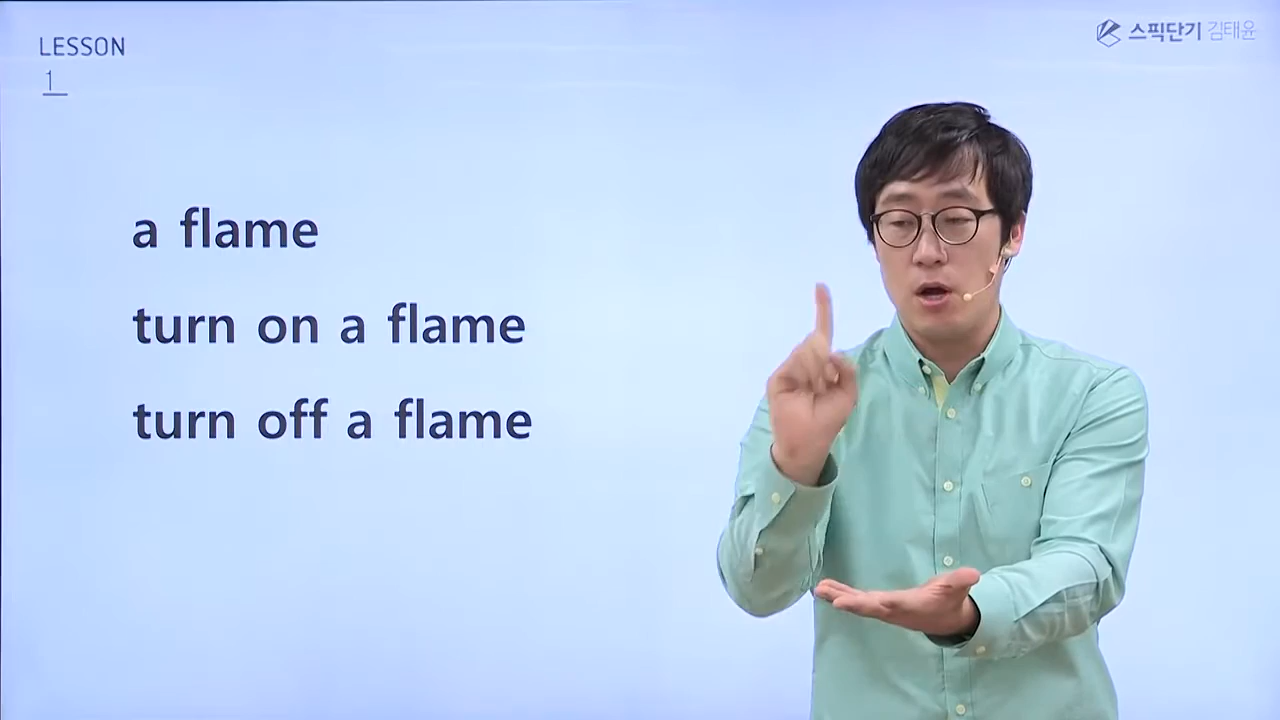 LESSON
1
스픽단기 김태윤
a flame
turn on a flame
turn off a flame